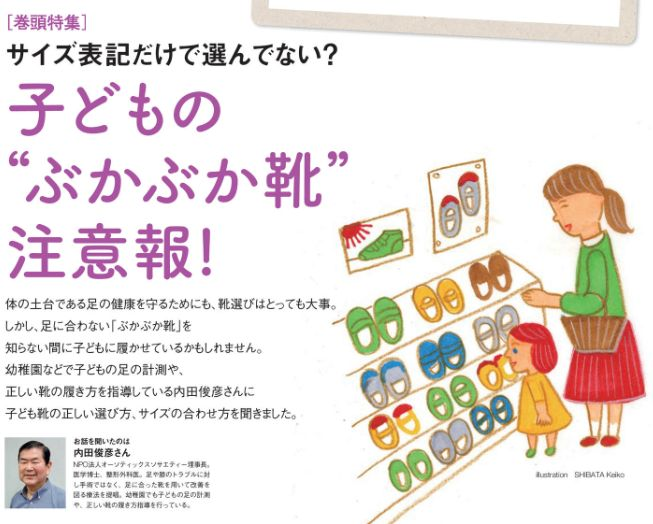 ［巻頭特集］
サイズ表記だけで選んでない？
子どもの
“ぶかぶか靴”
注意報！
体の土台である足の健康を守るためにも、靴選びはとっても大事。
しかし、足に合わない「ぶかぶか靴」を
知らない間に子どもに履かせているかもしれません。
幼稚園などで子どもの足の計測や、
正しい靴の履き方を指導している内田俊彦さんに
子ども靴の正しい選び方、サイズの合わせ方を聞きました。
お話を聞いたのは
内田俊彦さん
NPO法人オーソティックスソサエティー理事長。
医学博士、整形外科医。足や膝のトラブルに対
し手術ではなく、足に合った靴を用いて改善を
図る療法を提唱。幼稚園でも子どもの足の計測
や、正しい靴の履き方指導を行っている。
illustration SHIBATA Keiko